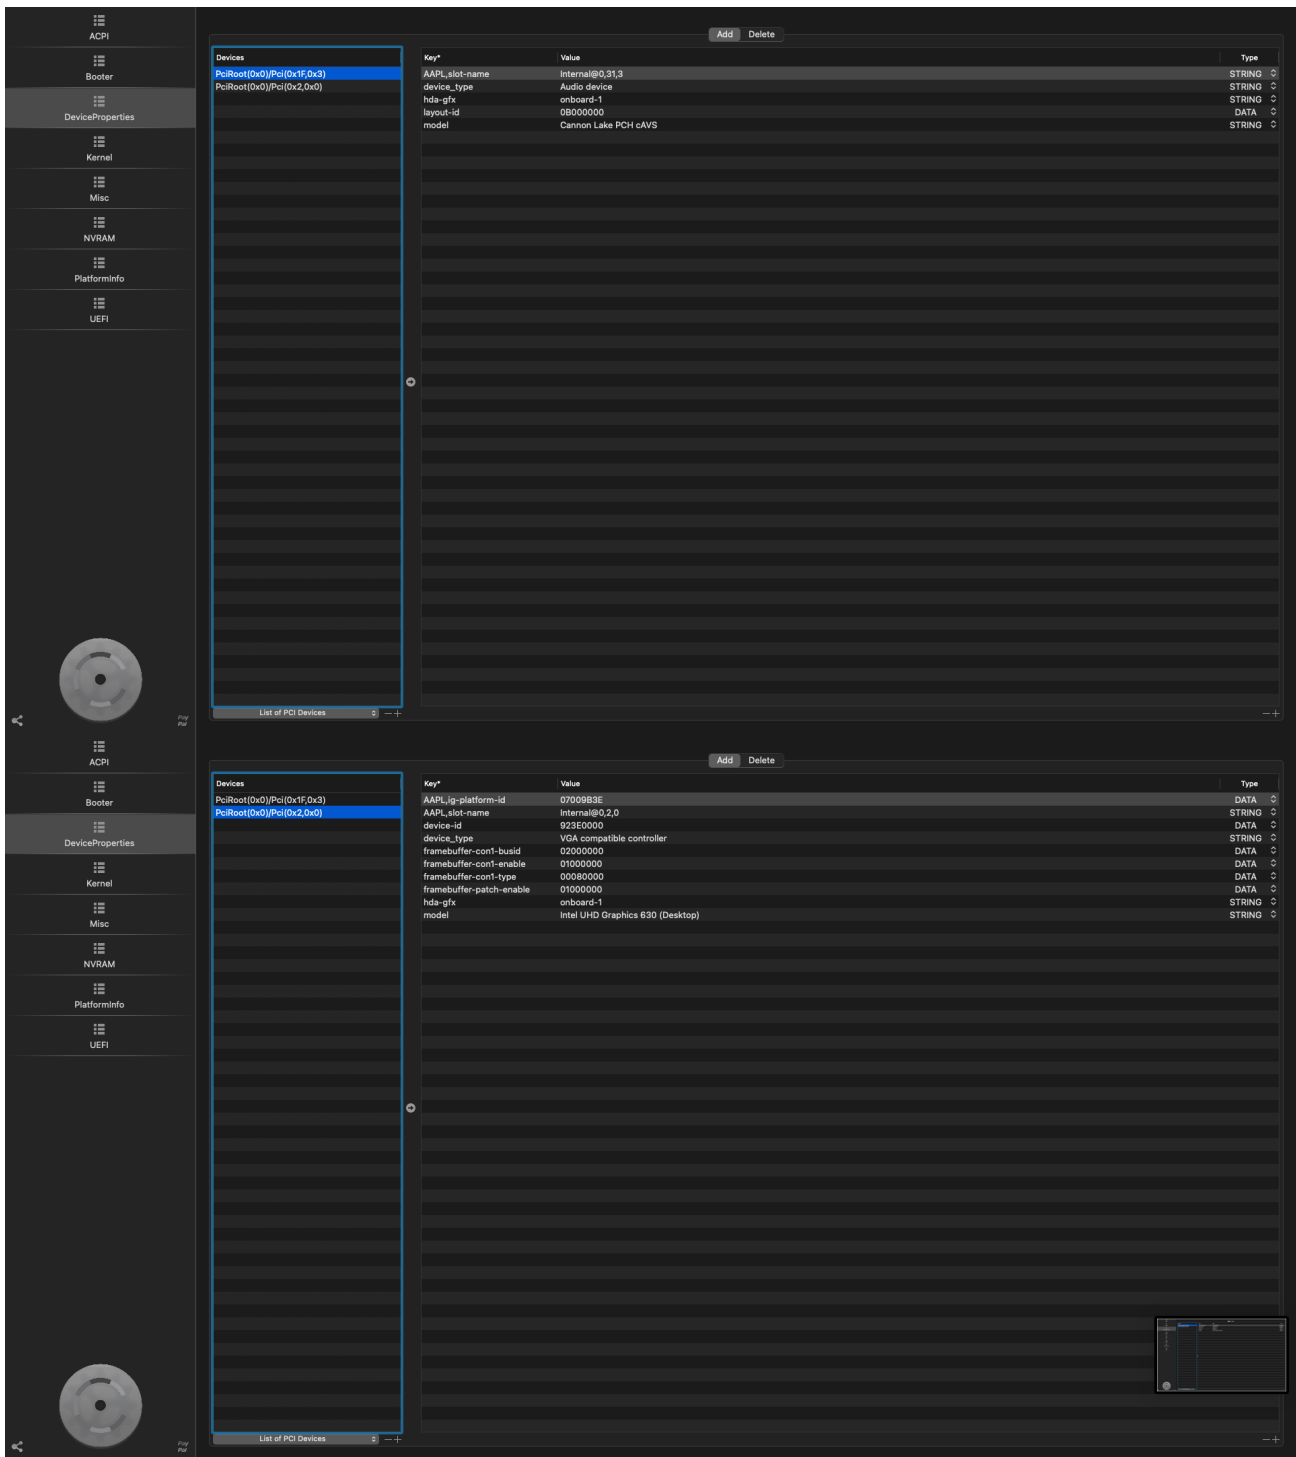 ACPI
Booter
DeviceProperties
Kernel
Misc
NVRAM
PlatformInfo
UEFI
Pay
Pal
Add Delete
Devices
PciRoot(0x0)/Pci(0x1F,0x3)
PciRoot(0x0)/Pci(0x2,0x0)
List of PCI Devices
Key* Value Type
AAPL,slot-name Internal@0,31,3 STRING
device_type Audio device STRING
hda-gfx onboard-1 STRING
layout-id 0B000000 DATA
model Cannon Lake PCH cAVS STRING
ACPI
Booter
DeviceProperties
Kernel
Misc
NVRAM
PlatformInfo
UEFI
Pay
Pal
Add Delete
Devices
PciRoot(0x0)/Pci(0x1F,0x3)
PciRoot(0x0)/Pci(0x2,0x0)
List of PCI Devices
Key* Value Type
AAPL,ig-platform-id 07009B3E DATA
AAPL,slot-name Internal@0,2,0 STRING
device-id 923E0000 DATA
device_type VGA compatible controller STRING
framebuffer-con1-busid 02000000 DATA
framebuffer-con1-enable 01000000 DATA
framebuffer-con1-type 00080000 DATA
framebuffer-patch-enable 01000000 DATA
hda-gfx onboard-1 STRING
model Intel UHD Graphics 630 (Desktop) STRING